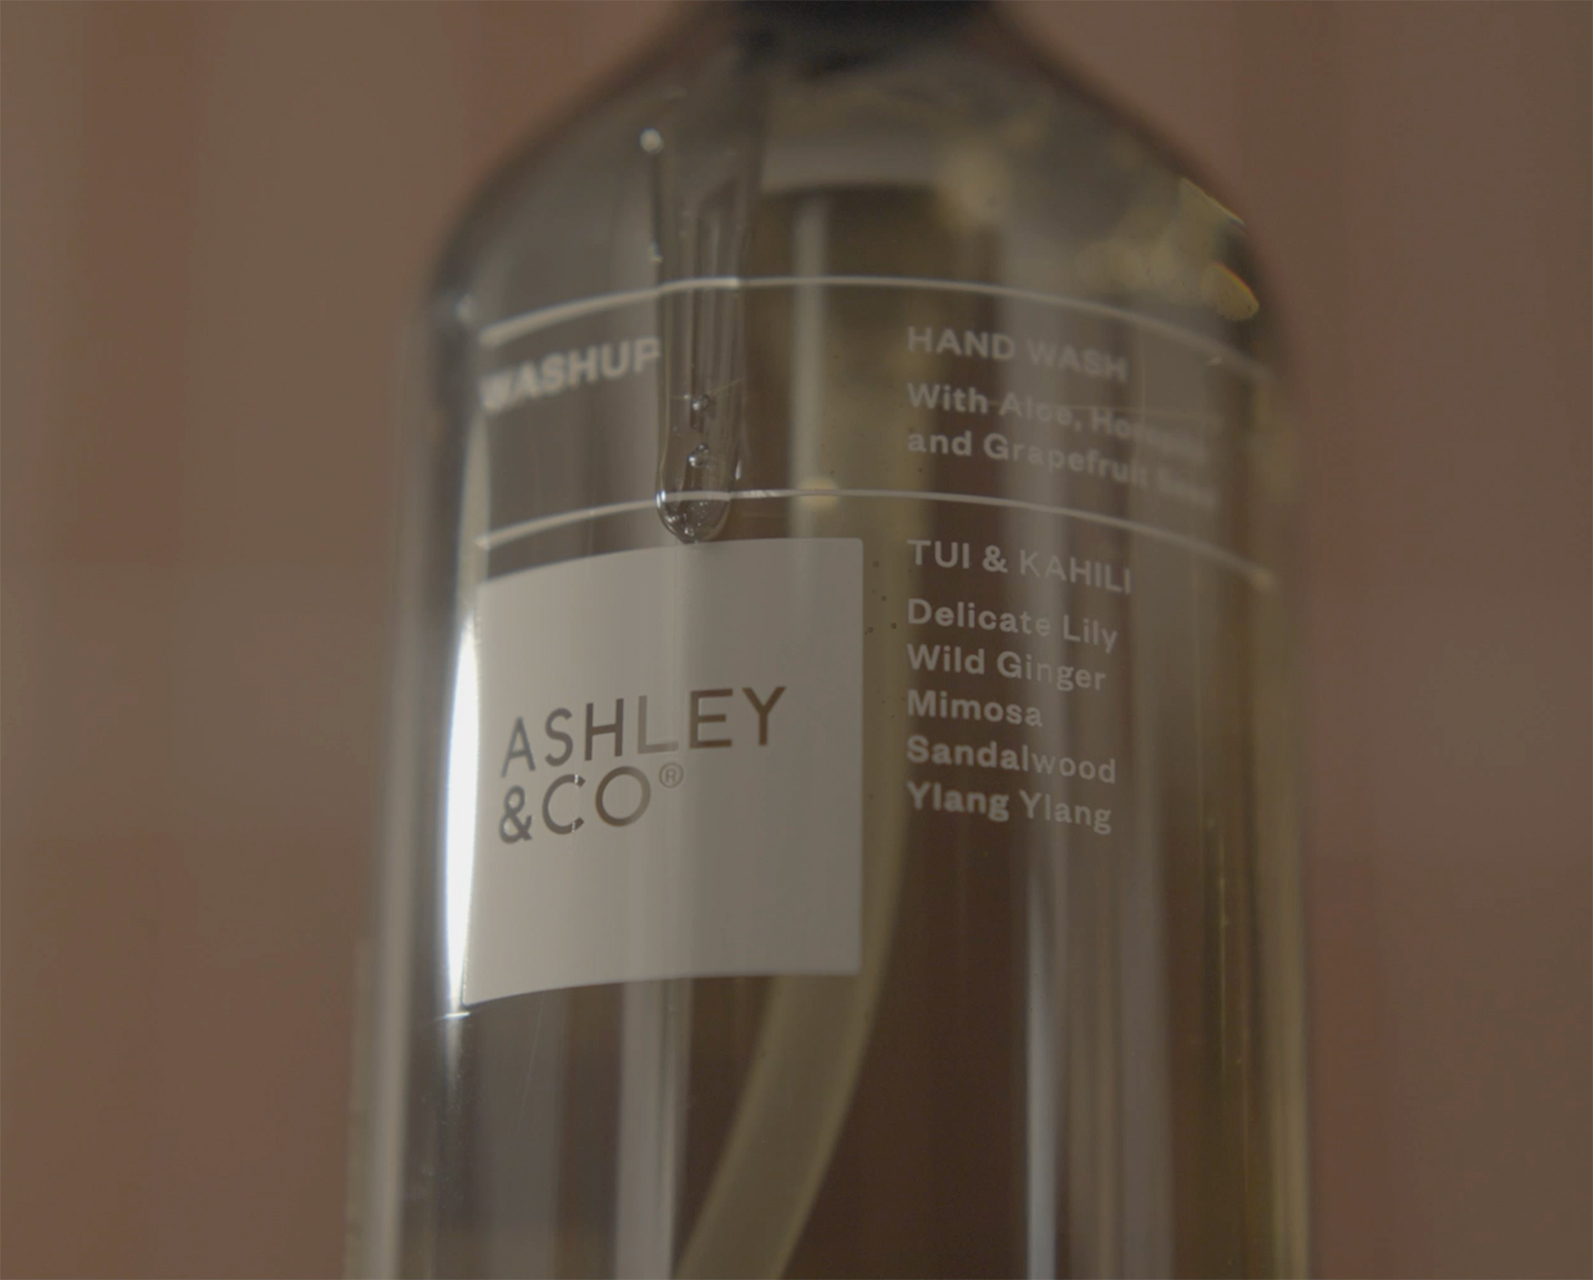 WASHUP
HAND WASH
With Aloe,
and Grapefruit Seed
TUI & KAHILI
Delicate Lily
Wild Ginger
Mimosa
Sandalwood
Ylang Ylang
ASHLEY
&CO®